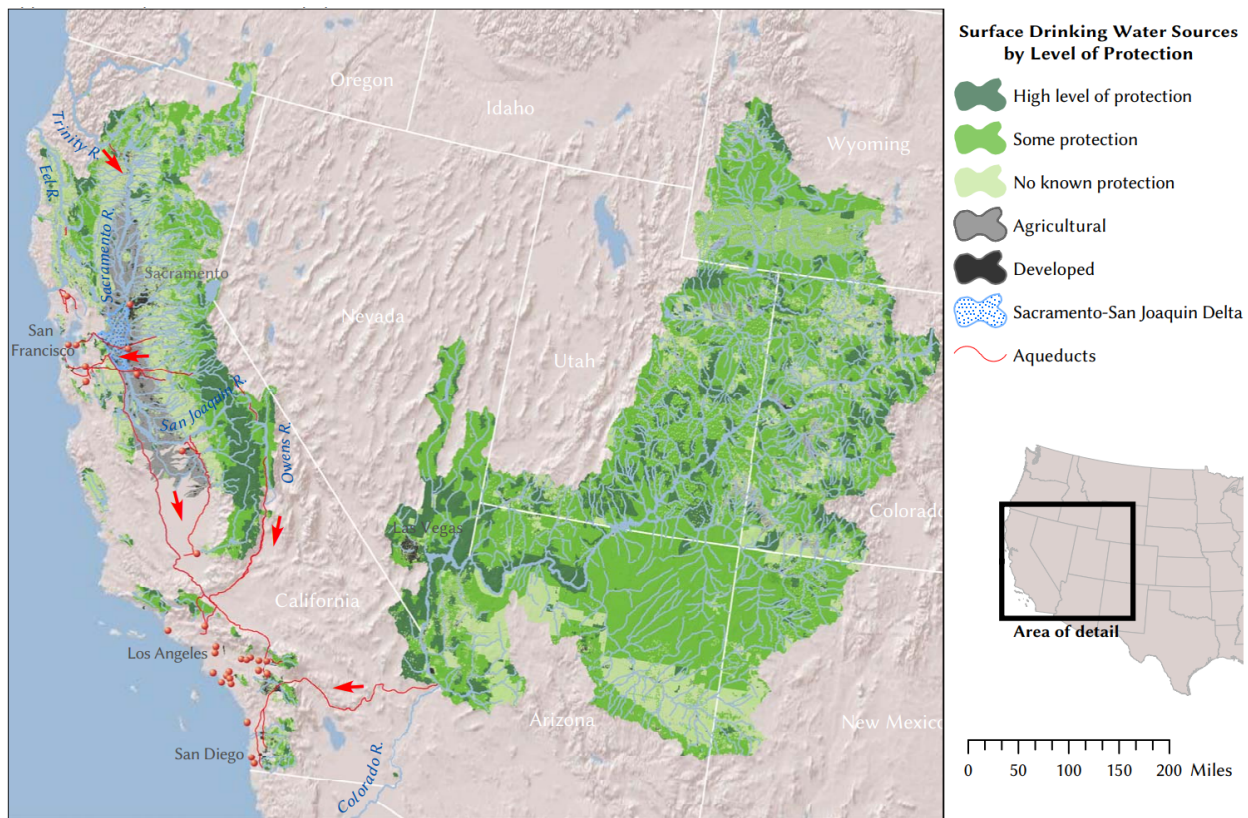 Oregon
Idaho
Wyoming
Trinity R.
Eel R.
Sacramento R.
Sacramento
Nevada
San
Francisco
Utah
San Joaquin R.
Owens R.
Las Vegas
Colorado
California
Los Angeles
Arizona
New Mexico
San Diego
Colorado R.
Surface Drinking Water Sources
by Level of Protection
High level of protection
Some protection
No known protection
Agricultural
Developed
Sacramento-San Joaquin Delta
Aqueducts
Area of detail
0 50 100 150 200 Miles